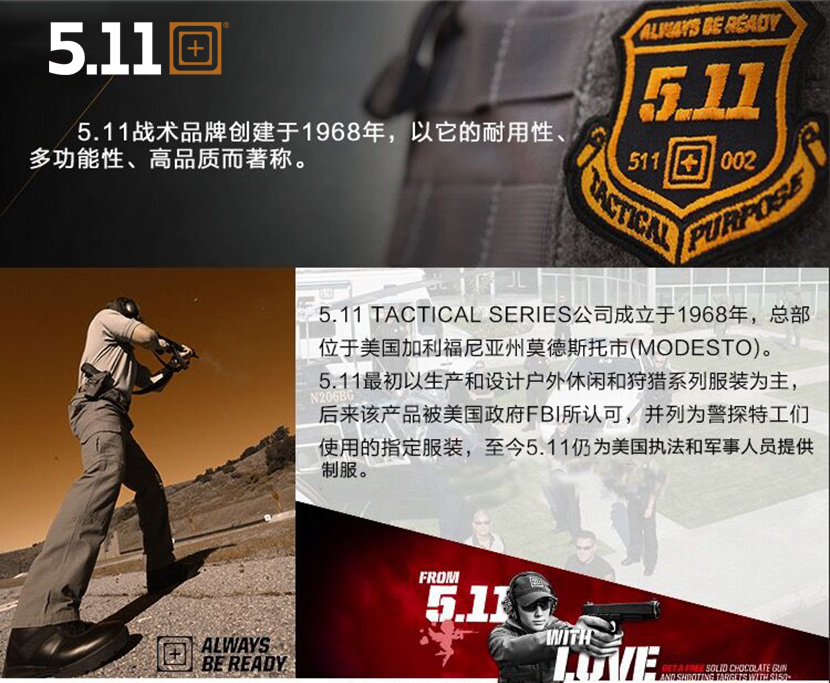 5.11
®
5.11战术品牌创建于1968年，以它的耐用性、
多功能性、高品质而著称。
ALWAYS BE READY
5.11
511 002
TACTICAL PURPOSE
5.11 TACTICAL SERIES公司成立于1968年，总部
位于美国加利福尼亚州莫德斯托市(MODESTO)。
5.11最初以生产和设计户外休闲和狩猎系列服装为主，
后来该产品被美国政府FBI所认可，并列为警探特工们
使用的指定服装，至今5.11仍为美国执法和军事人员提供
制服。
N206BG
ALWAYS
BE READY
FROM
5.11
WITH
LOVE
GET A FREE SOLID CHOCOLATE GUN
AND SHOOTING TARGETS WITH $150+